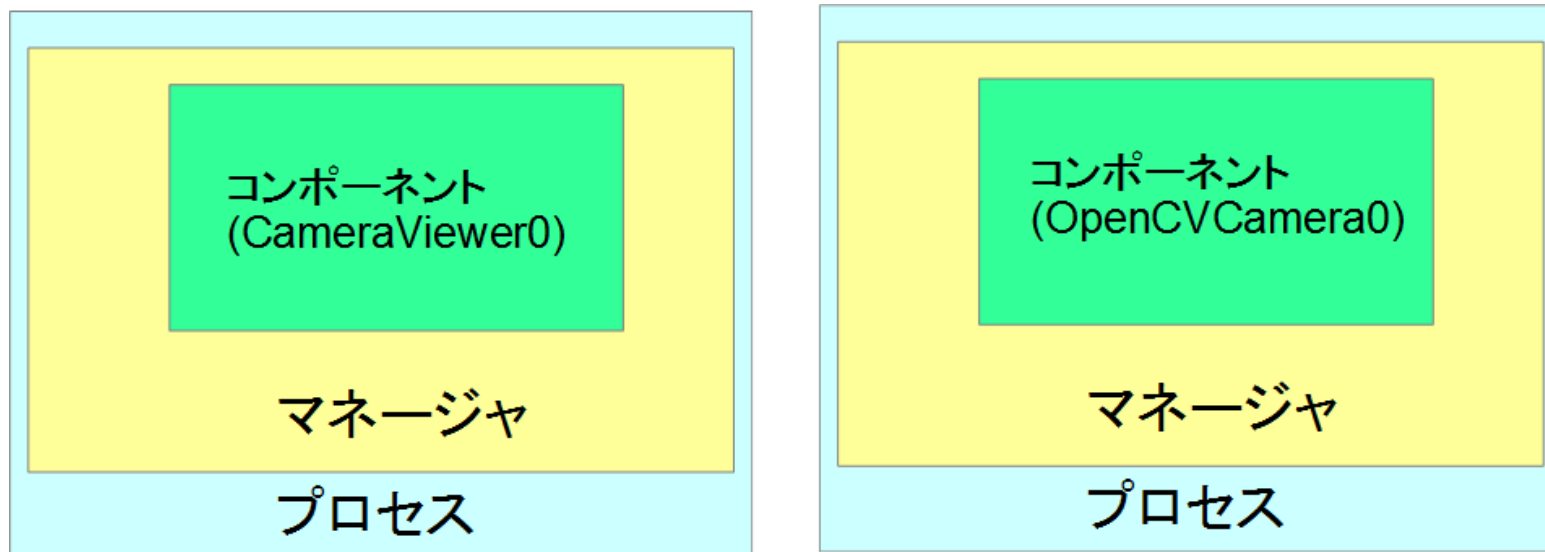 コンポーネント
(CameraViewer0)
マネージャ
プロセス
コンポーネント
(OpenCVCamera0)
マネージャ
プロセス